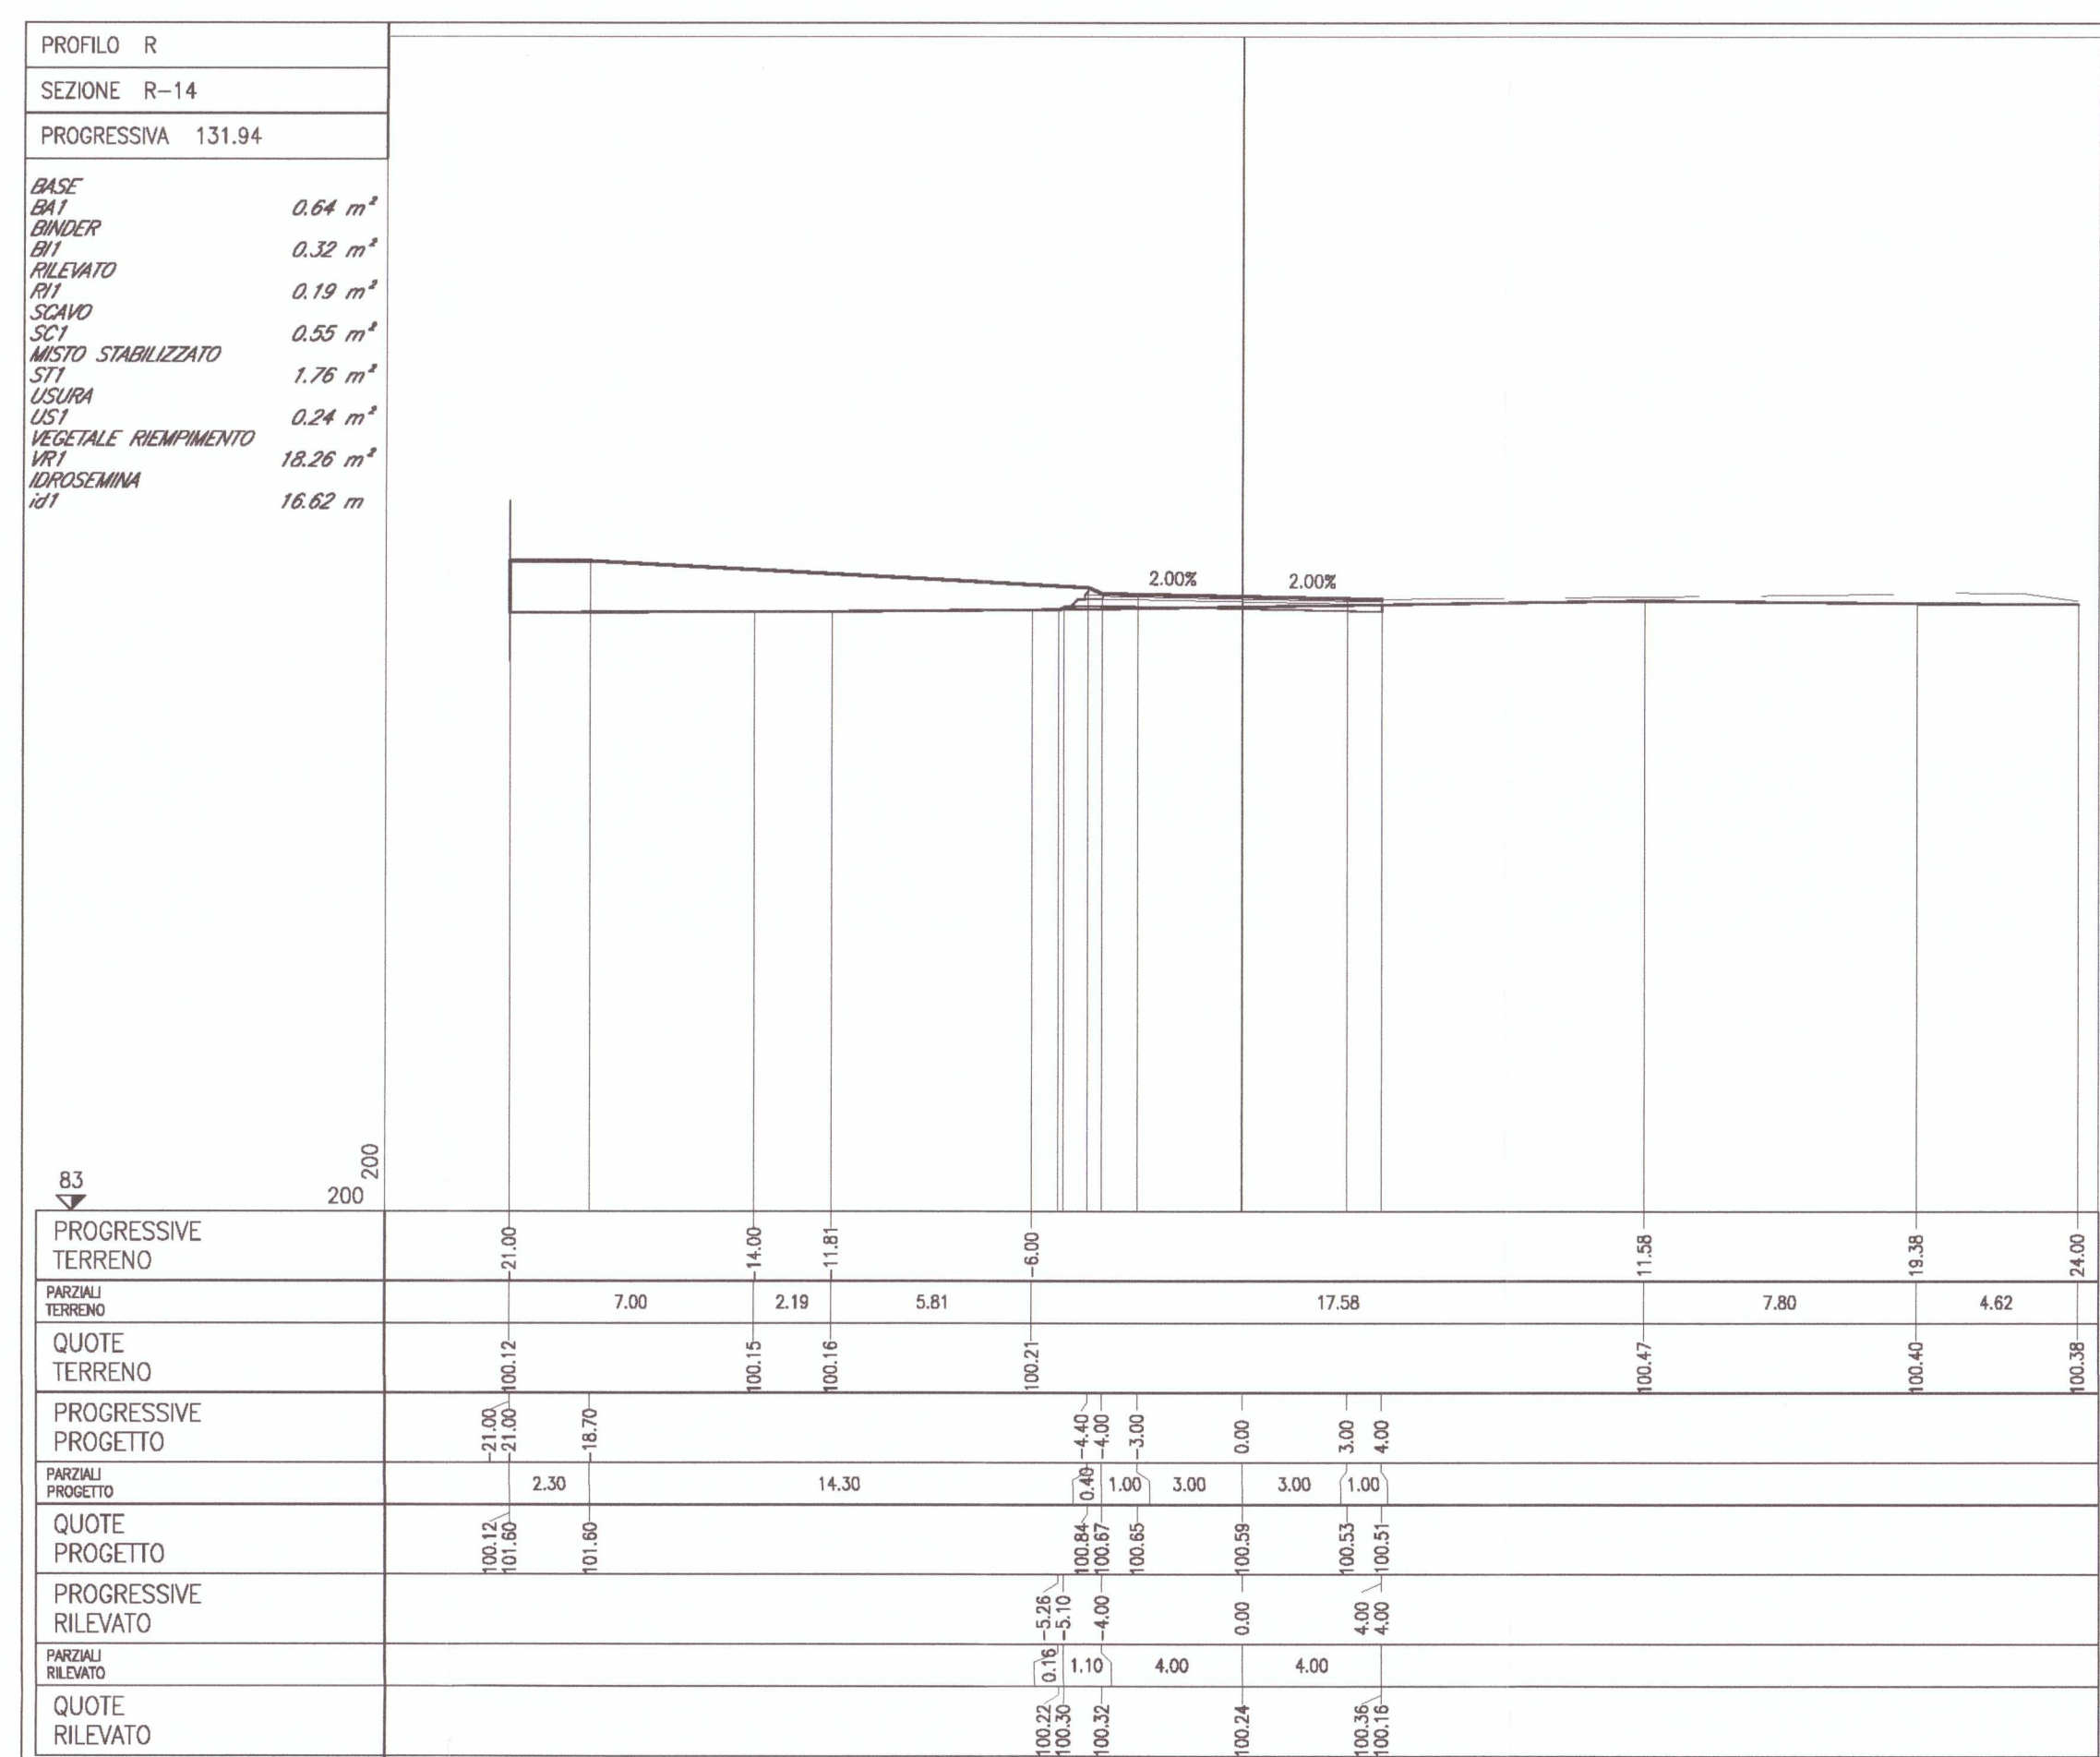 PROFILO R
SEZIONE R-14
PROGRESSIVA 131.94
BASE
BA1 0.64 m²
BINDER
BI1 0.32 m²
RILEVATO
RI1 0.19 m²
SCAVO
SC1 0.55 m²
MISTO STABILIZZATO
ST1 1.76 m²
USURA
US1 0.24 m²
VEGETALE RIEMPIMENTO
VR1 18.26 m²
IDROSEMINA
id1 16.62 m
2.00% 2.00%
83 200 200
PROGRESSIVE
TERRENO
-21.00 -14.00 -11.81 -6.00 11.58 19.38 24.00
PARZIALI
TERRENO
7.00 2.19 5.81 17.58 7.80 4.62
QUOTE
TERRENO
100.12 100.15 100.16 100.21 100.47 100.40 100.38
PROGRESSIVE
PROGETTO
-21.00 -21.00 -18.70 -4.40 -4.00 -3.00 0.00 3.00 4.00
PARZIALI
PROGETTO
2.30 14.30 0.40 1.00 3.00 3.00 1.00
QUOTE
PROGETTO
100.12 101.60 101.60 100.84 100.67 100.65 100.59 100.53 100.51
PROGRESSIVE
RILEVATO
-5.26 -5.10 -4.00 0.00 4.00 4.00
PARZIALI
RILEVATO
0.16 1.10 4.00 4.00
QUOTE
RILEVATO
100.22 100.30 100.32 100.24 100.36 100.16